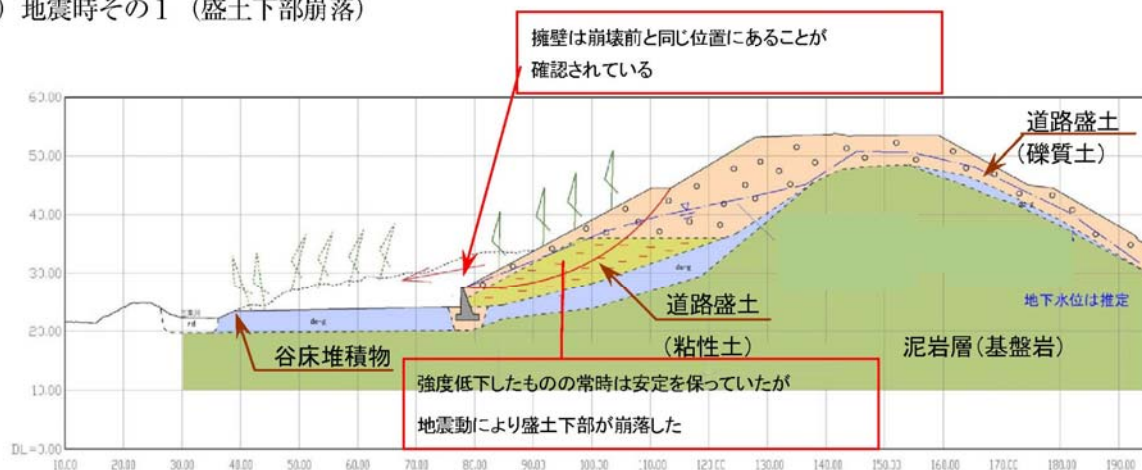 ）地震時その１（盛土下部崩落）
擁壁は崩壊前と同じ位置にあることが
確認されている
60.00
道路盛土
(礫質土)
50.00
40.00
30.00
地下水位は推定
道路盛土
de-g
20.00
rd
de-g
谷床堆積物
(粘性土)
泥岩層(基盤岩)
強度低下したものの常時は安定を保っていたが
地震動により盛土下部が崩落した
10.00
DL=0.00
10.00 20.00 30.00 40.00 50.00 60.00 70.00 80.00 90.00 100.00 110.00 120.00 130.00 140.00 150.00 160.00 170.00 180.00 190.00